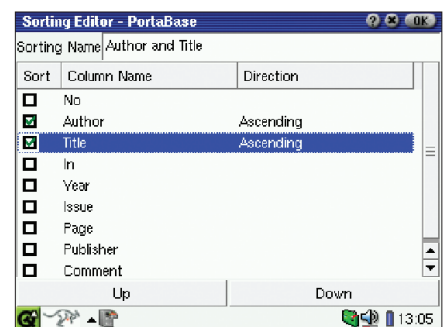 Sorting Editor - PortaBase ? OK
Sorting Name Author and Title
Sort Column Name Direction
No
Author Ascending
Title Ascending
In
Year
Issue
Page
Publisher
Comment
Up Down
13:05